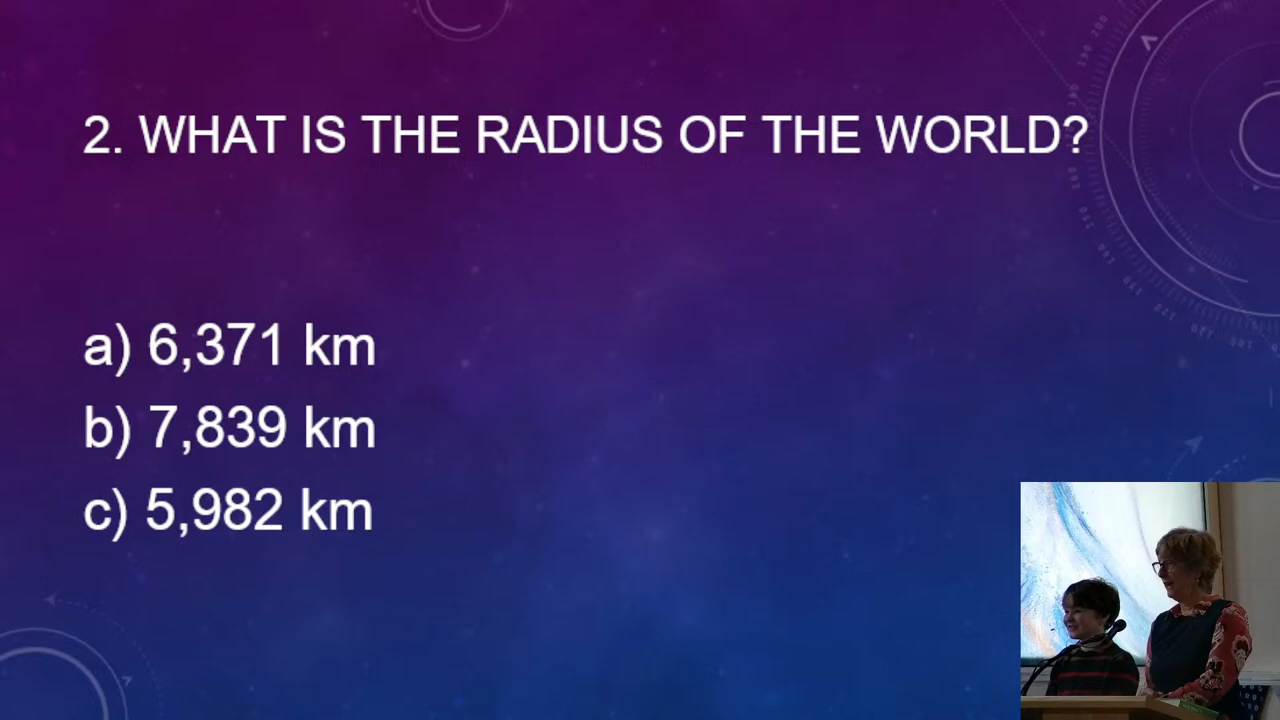 2. WHAT IS THE RADIUS OF THE WORLD?
a) 6,371 km
b) 7,839 km
c) 5,982 km